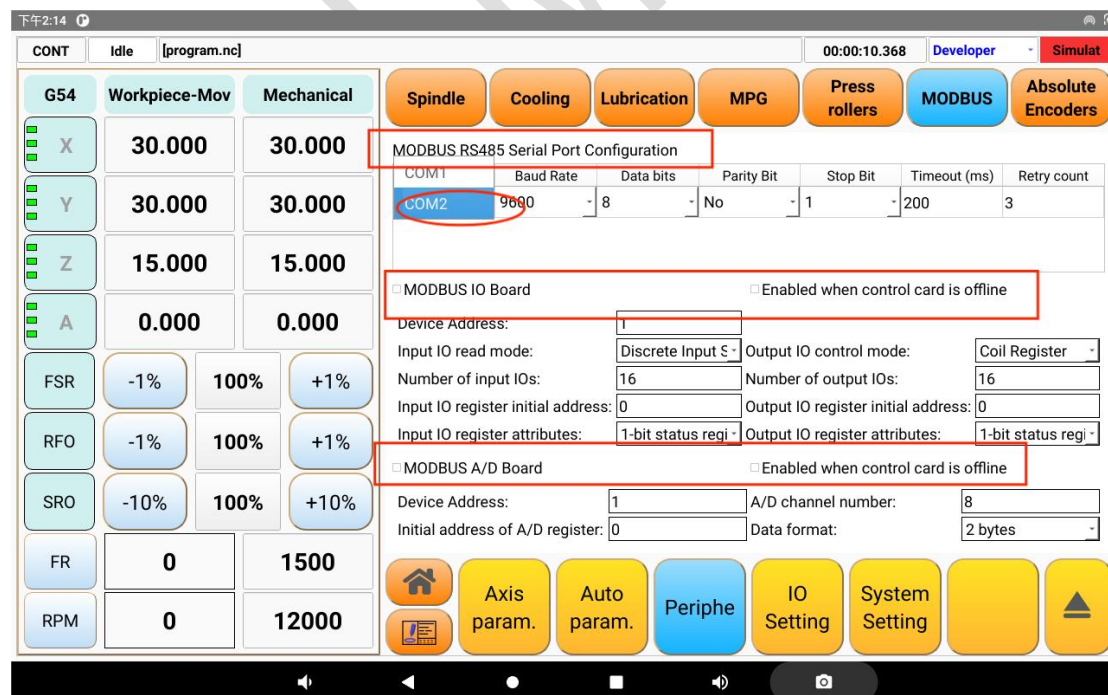 下午2:14
CONT Idle [program.nc] 00:00:10.368 Developer Simulat
G54 Workpiece-Mov Mechanical
X 30.000 30.000
Y 30.000 30.000
Z 15.000 15.000
A 0.000 0.000
FSR -1% 100% +1%
RFO -1% 100% +1%
SRO -10% 100% +10%
FR 0 1500
RPM 0 12000
Spindle Cooling Lubrication MPG Press rollers MODBUS Absolute Encoders
MODBUS RS485 Serial Port Configuration
COM1 Baud Rate Data bits Parity Bit Stop Bit Timeout (ms) Retry count
COM2 9600 8 No 1 200 3
MODBUS IO Board Enabled when control card is offline
Device Address: 1
Input IO read mode: Discrete Input S Output IO control mode: Coil Register
Number of input IOs: 16 Number of output IOs: 16
Input IO register initial address: 0 Output IO register initial address: 0
Input IO register attributes: 1-bit status regi Output IO register attributes: 1-bit status regi
MODBUS A/D Board Enabled when control card is offline
Device Address: 1 A/D channel number: 8
Initial address of A/D register: 0 Data format: 2 bytes
Axis param. Auto param. Periphe IO Setting System Setting